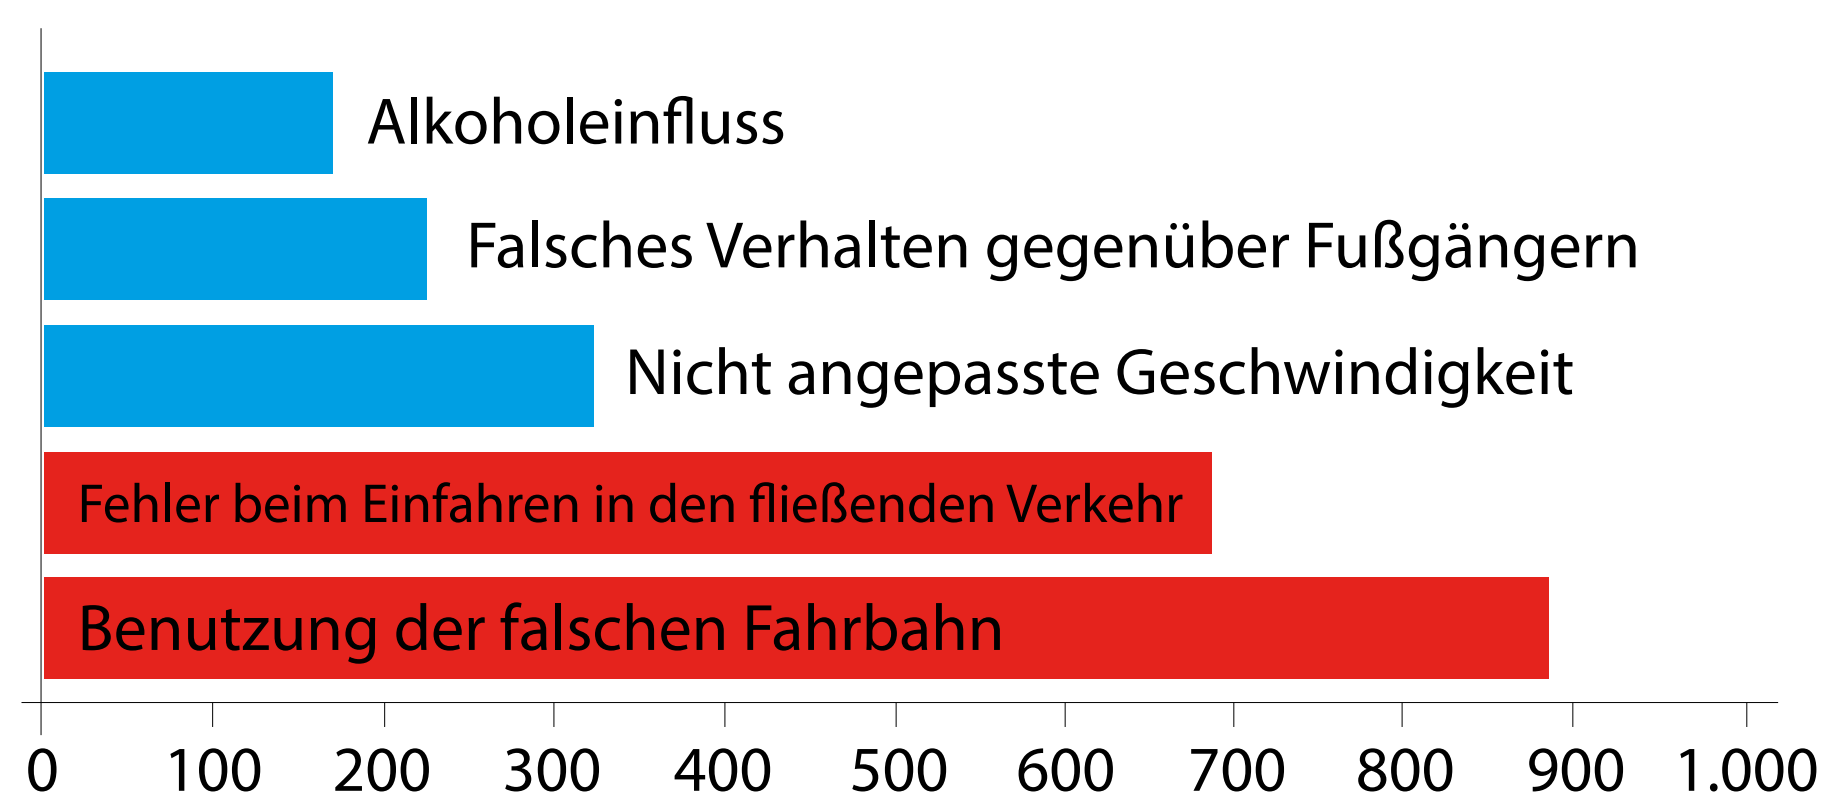 Alkoholeinfluss
Falsches Verhalten gegenüber Fußgängern
Nicht angepasste Geschwindigkeit
Fehler beim Einfahren in den fließenden Verkehr
Benutzung der falschen Fahrbahn
0 100 200 300 400 500 600 700 800 900 1.000